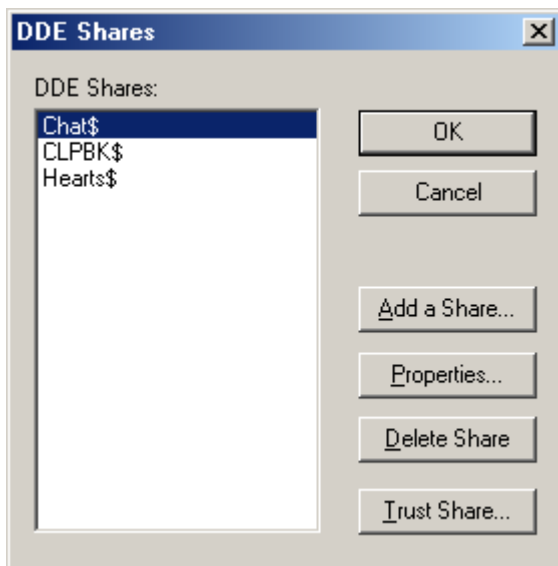 DDE Shares
DDE Shares:
Chat$
CLPBK$
Hearts$
OK
Cancel
Add a Share...
Properties...
Delete Share
Trust Share...